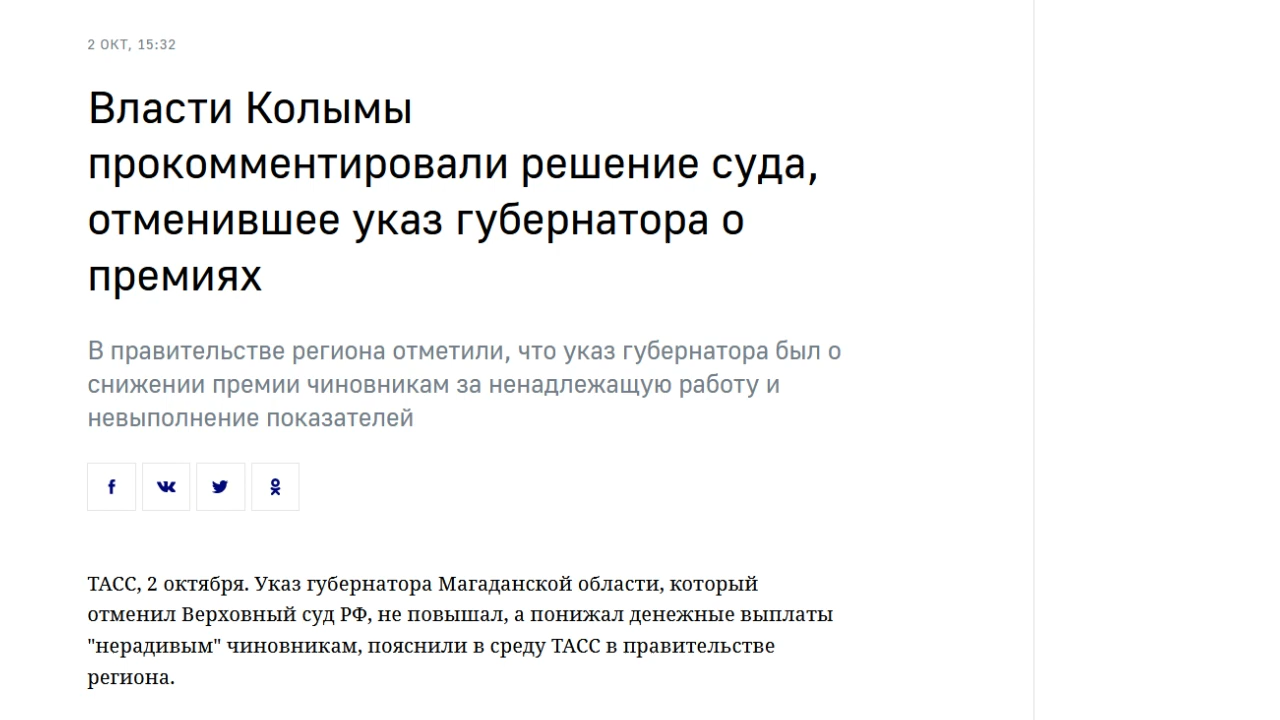 2 ОКТ, 15:32
Власти Колымы
прокомментировали решение суда,
отменившее указ губернатора о
премиях
В правительстве региона отметили, что указ губернатора был о
снижении премии чиновникам за ненадлежащую работу и
невыполнение показателей
ТАСС, 2 октября. Указ губернатора Магаданской области, который
отменил Верховный суд РФ, не повышал, а понижал денежные выплаты
"нерадивым" чиновникам, пояснили в среду ТАСС в правительстве
региона.